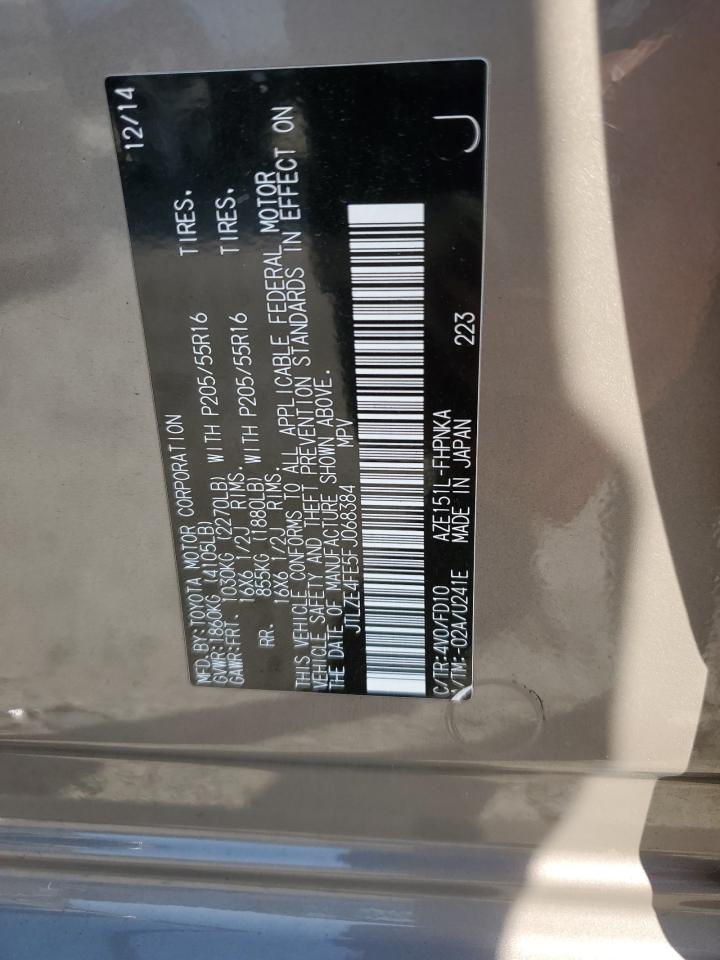 MFD.BY:TOYOTA MOTOR CORPORATION 12/14
GVWR:1860KG (4105LB)
GAWR:FRT. 1030KG (2270LB) WITH P205/55R16 TIRES.
16X6 1/2J RIMS.
RR. 855KG (1880LB) WITH P205/55R16 TIRES.
16X6 1/2J RIMS.
THIS VEHICLE CONFORMS TO ALL APPLICABLE FEDERAL MOTOR
VEHICLE SAFETY AND THEFT PREVENTION STANDARDS IN EFFECT ON
THE DATE OF MANUFACTURE SHOWN ABOVE.
JTLZE4FE5FJ068384 MPV
C/TR:4V0/FD10 AZE151L-FHPNKA
A/TM:-02A/U241E MADE IN JAPAN 223 J